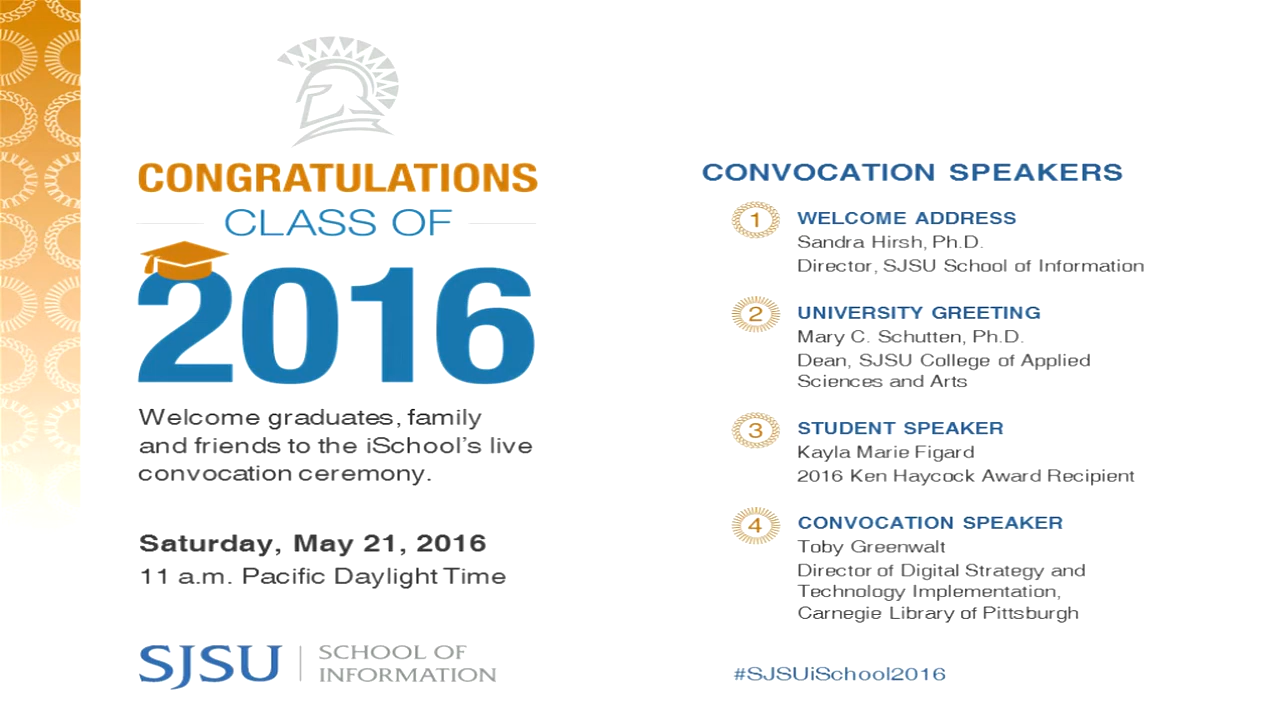 CONGRATULATIONS
CLASS OF
2016
Welcome graduates, family
and friends to the iSchool's live
convocation ceremony.
Saturday, May 21, 2016
11 a.m. Pacific Daylight Time
SJSU
SCHOOL OF
INFORMATION
CONVOCATION SPEAKERS
1 WELCOME ADDRESS
Sandra Hirsh, Ph.D.
Director, SJSU School of Information
2 UNIVERSITY GREETING
Mary C. Schutten, Ph.D.
Dean, SJSU College of Applied
Sciences and Arts
3 STUDENT SPEAKER
Kayla Marie Figard
2016 Ken Haycock Award Recipient
4 CONVOCATION SPEAKER
Toby Greenwalt
Director of Digital Strategy and
Technology Implementation,
Carnegie Library of Pittsburgh
#SJSUiSchool2016